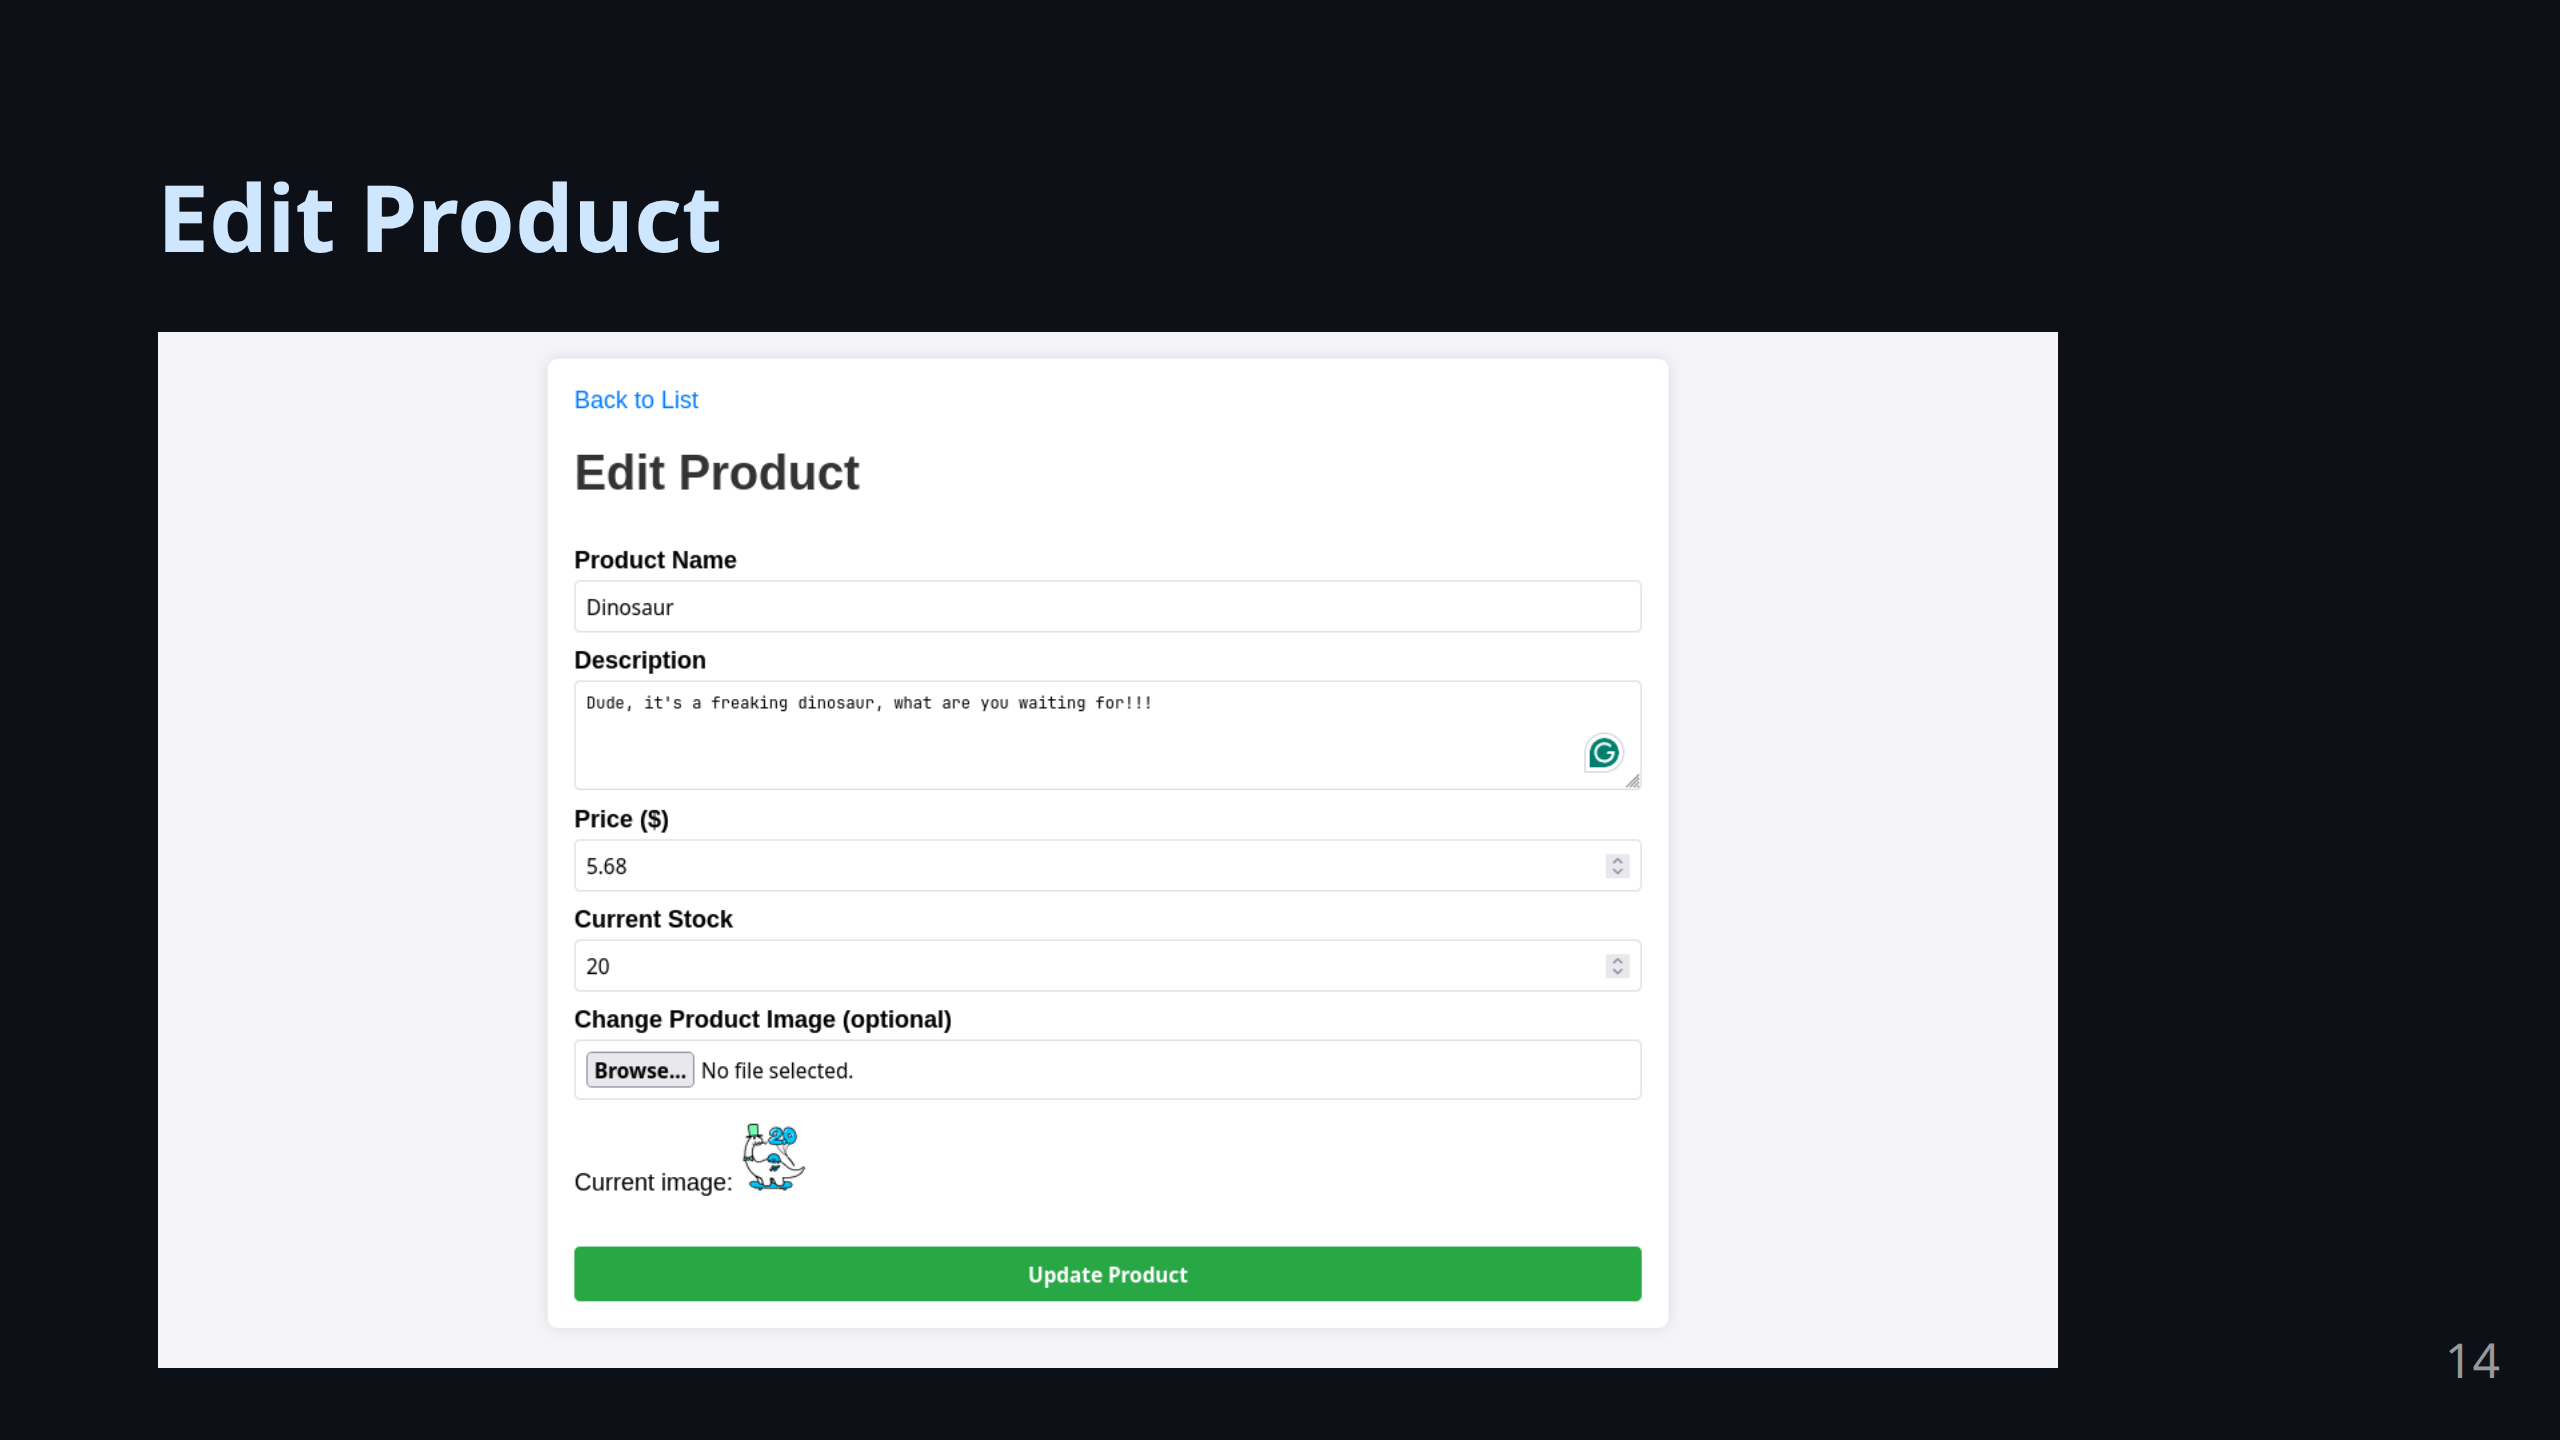 Edit Product
Back to List
Edit Product
Product Name
Dinosaur
Description
Dude, it's a freaking dinosaur, what are you waiting for!!!
Price ($)
5.68
Current Stock
20
Change Product Image (optional)
Browse... No file selected.
20
Current image:
Update Product
14